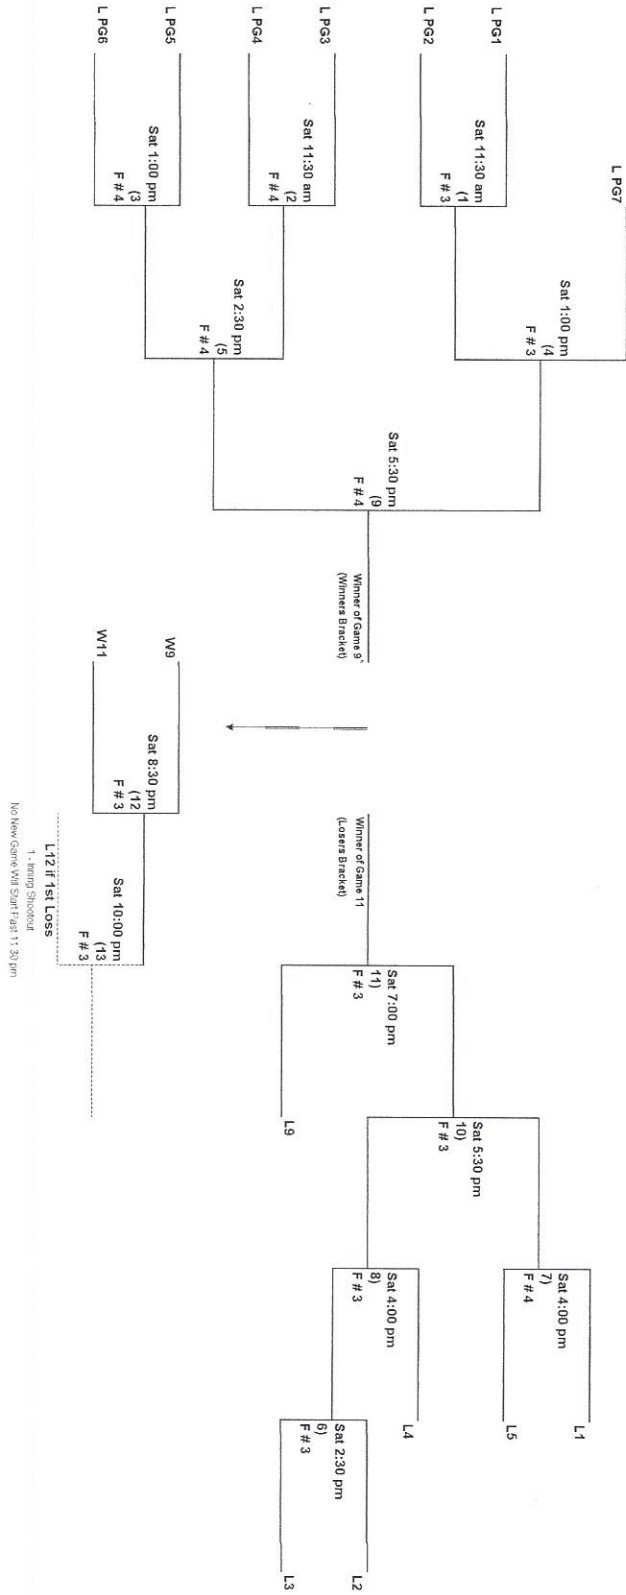 L PG7
L PG1
Sat 11:30 am
(1
F # 3
L PG2
Sat 1:00 pm
(4
F # 3
L PG3
Sat 11:30 am
(2
F # 4
L PG4
Sat 2:30 pm
(5
F # 4
L PG5
Sat 1:00 pm
(3
F # 4
L PG6
Sat 5:30 pm
(9
F # 4
Winner of Game 9
(Winners Bracket)
Winner of Game 11
(Losers Bracket)
Sat 7:00 pm
11)
F # 3
L9
Sat 5:30 pm
10)
F # 3
L1
Sat 4:00 pm
7)
F # 4
L5
L4
Sat 4:00 pm
8)
F # 3
L2
Sat 2:30 pm
6)
F # 3
L3
W9
Sat 8:30 pm
(12
F # 3
W11
Sat 10:00 pm
(13
F # 3
L12 if 1st Loss
1 - Inning Shootout
No New Game Will Start Past 11:30 pm